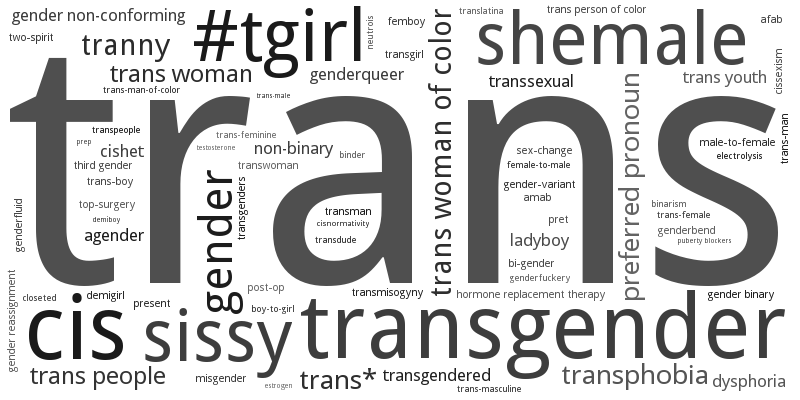 gender non-conforming
#tgirl
neutrois
femboy
trans woman of color
translatina
trans person of color
afab
two-spirit
tranny
transgirl
shemale
cissexism
trans woman
genderqueer
transsexual
trans youth
trans-man-of-color
trans-male
trans
preferred pronoun
transpeople
trans-feminine
prep
cishet
testosterone
non-binary
binder
sex-change
male-to-female
trans-man
third gender
transwoman
female-to-male
electrolysis
trans-boy
gender
transgenders
gender-variant
amab
genderfluid
top-surgery
demiboy
transman
cisnormativity
pret
binarism
trans-female
agender
transdude
ladyboy
genderbend
puberty blockers
bi-gender
genderfuckery
gender reassignment
closeted
demigirl
present
post-op
boy-to-girl
transmisogyny
hormone replacement therapy
gender binary
cis
sissy
transgender
trans people
misgender
estrogen
trans*
transgendered
trans-masculine
transphobia
dysphoria